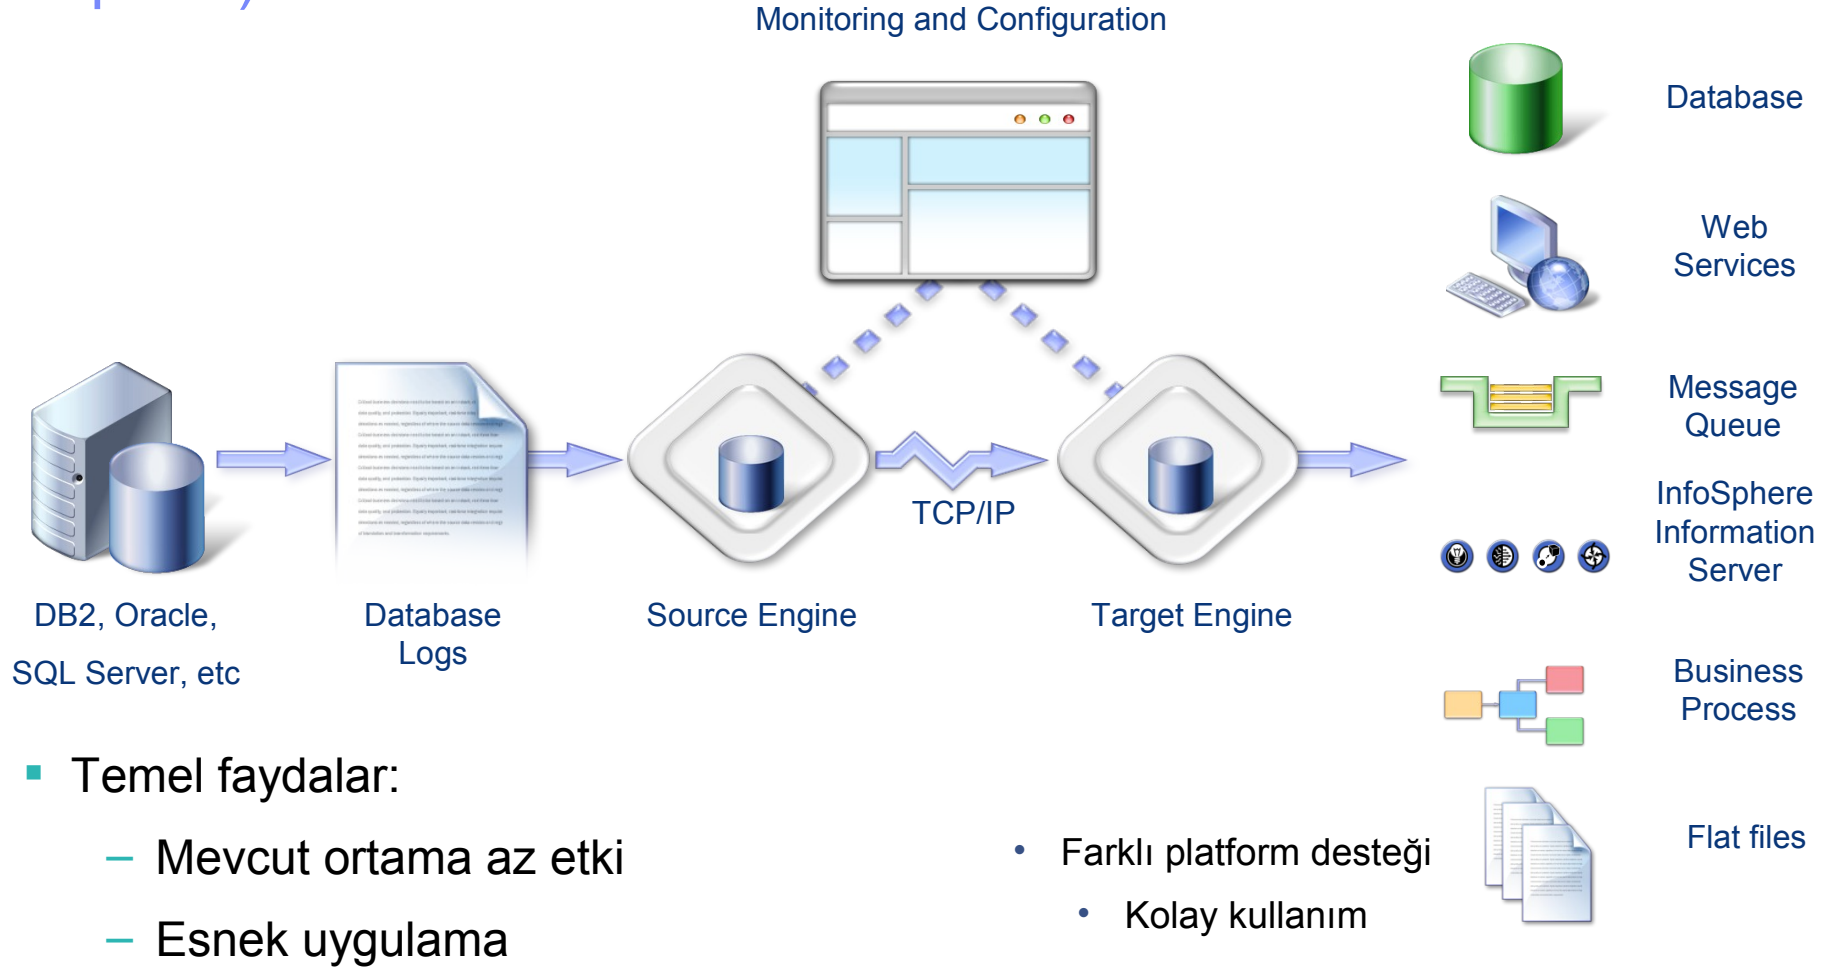 Monitoring and Configuration
Database
Web
Services
Message
Queue
InfoSphere
Information
Server
Business
Process
Flat files
TCP/IP
DB2, Oracle,
SQL Server, etc
Database
Logs
Source Engine
Target Engine
Temel faydalar:
– Mevcut ortama az etki
– Esnek uygulama
• Farklı platform desteği
• Kolay kullanım